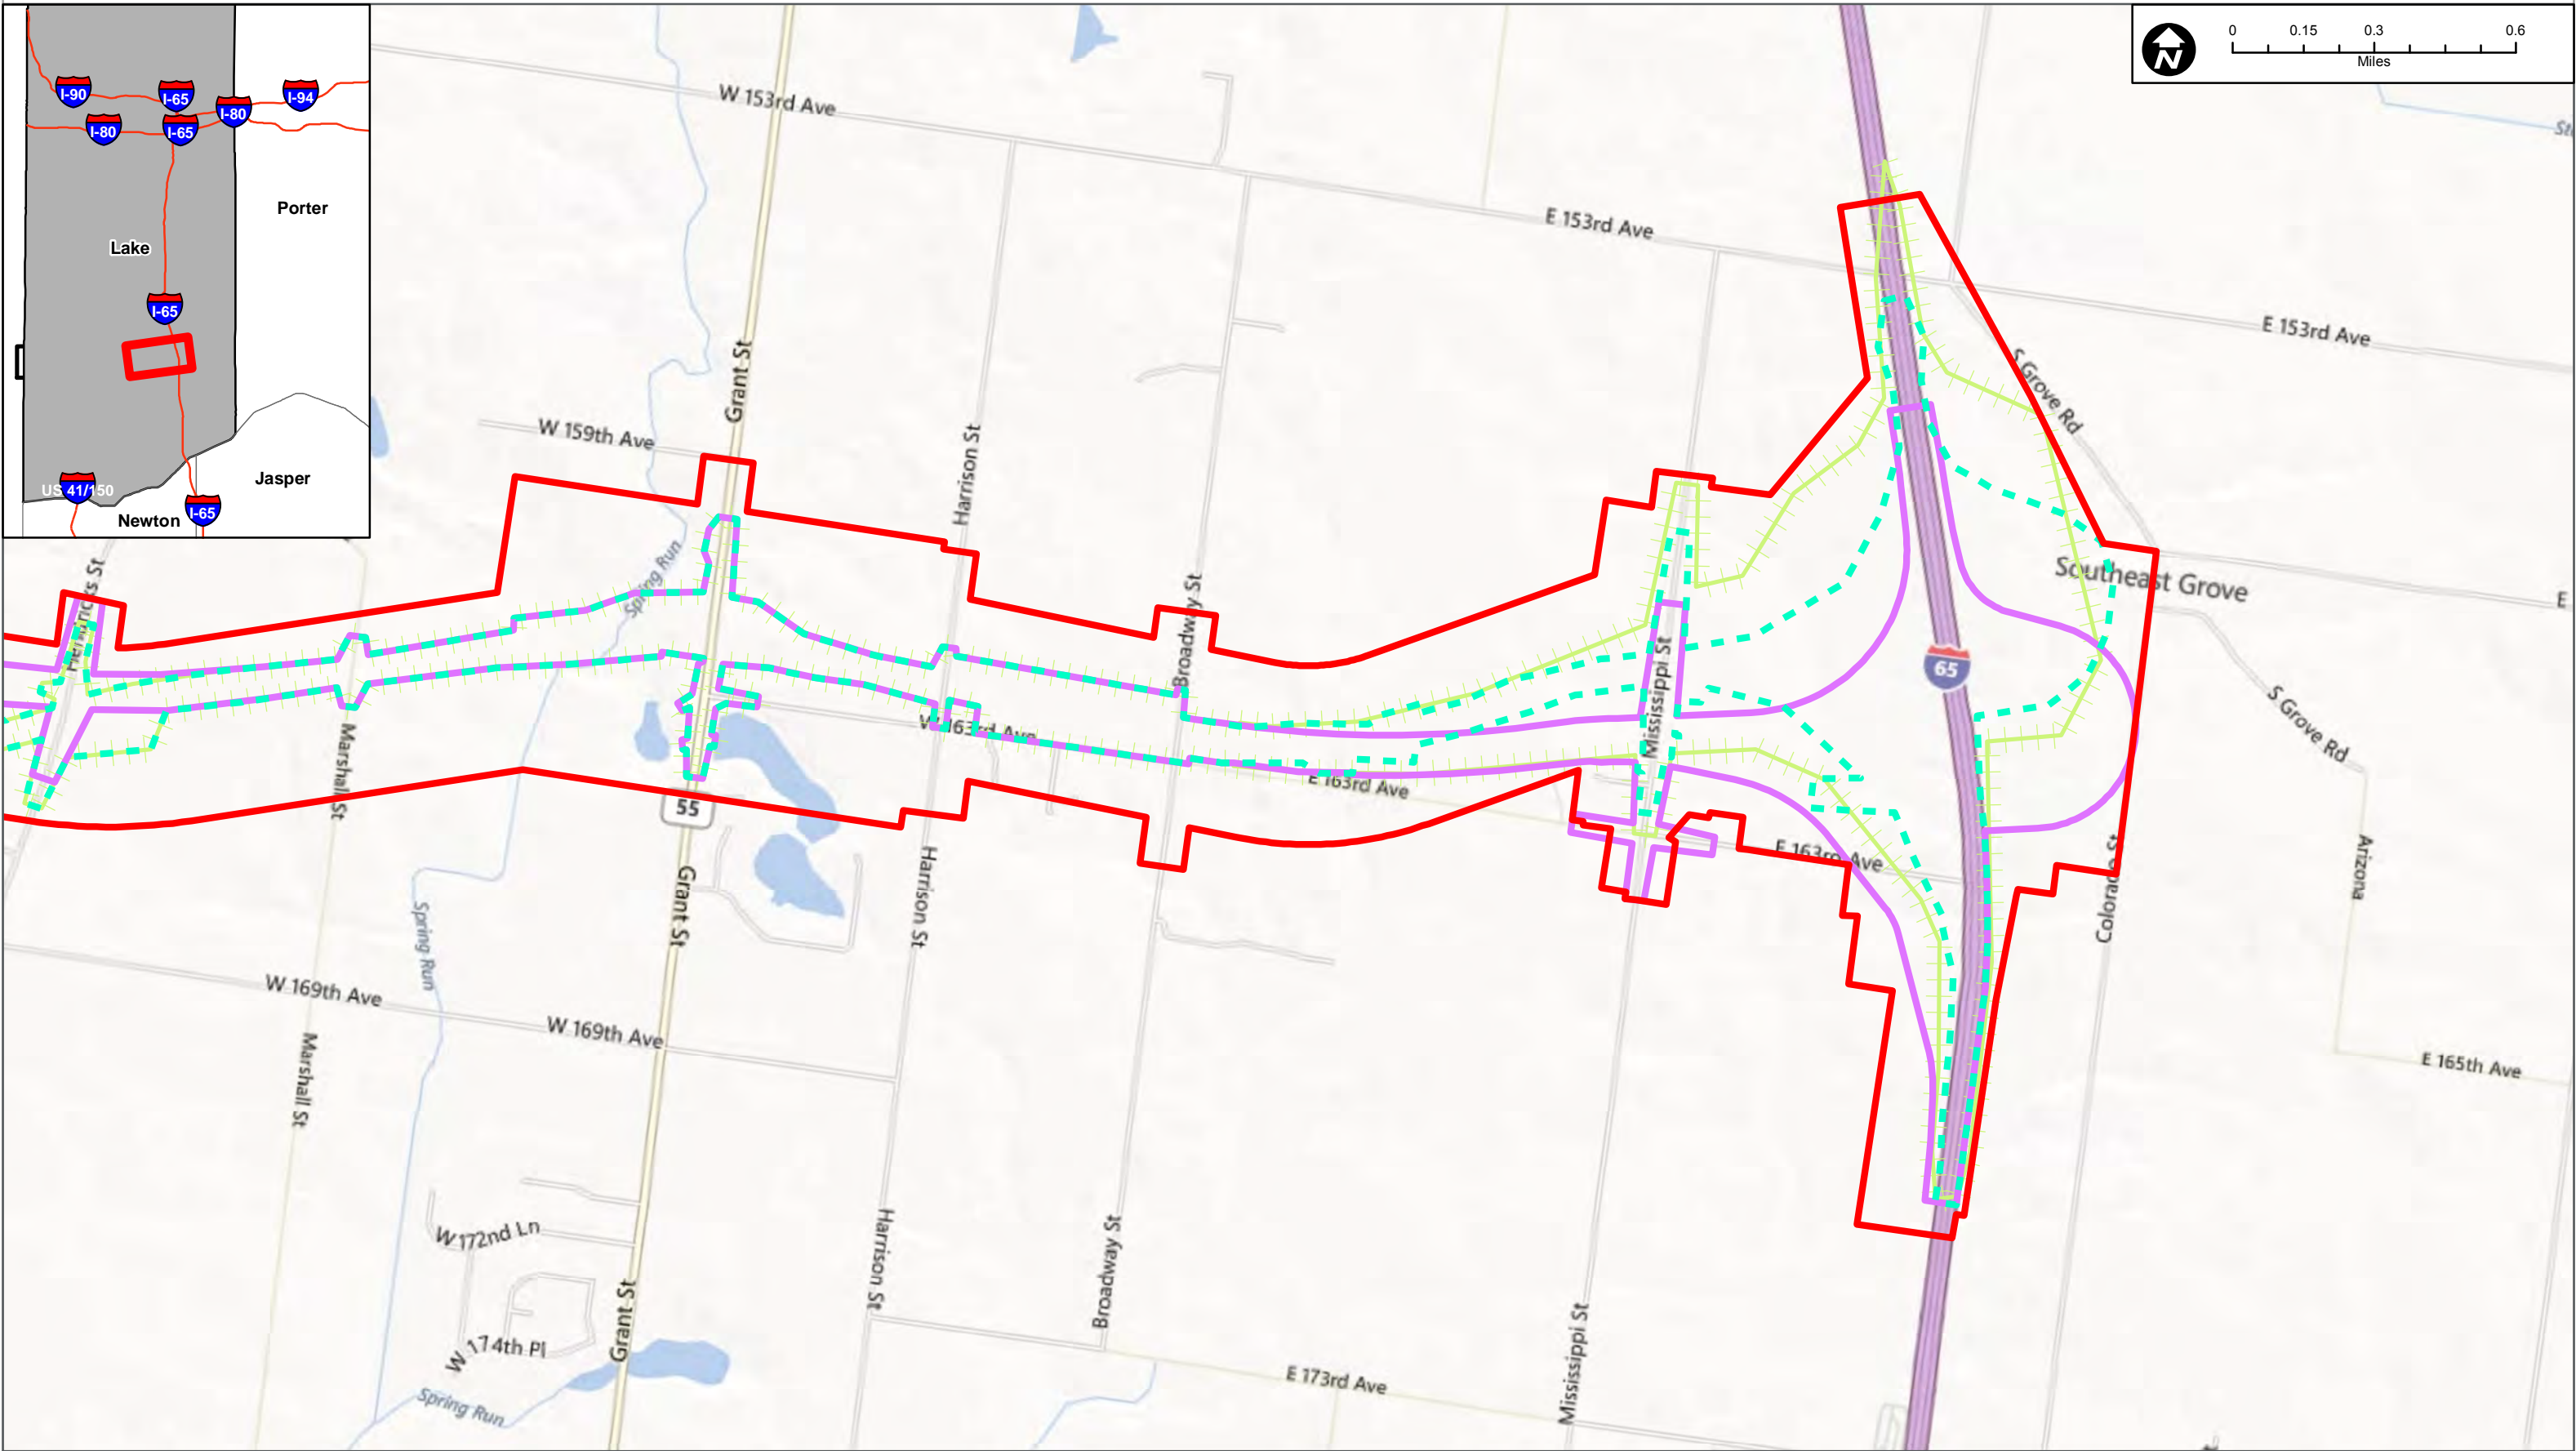 I-90
I-65
I-94
I-80
I-80
I-65
Porter
Lake
I-65
US 41/150
Jasper
Newton
I-65
0 0.15 0.3 0.6
Miles
N
W 153rd Ave
E 153rd Ave
E 153rd Ave
Grant St
S Grove Rd
W 159th Ave
Harrison St
Spring Run
Broadway St
Southeast Grove
E
Mississippi St
65
S Grove Rd
W 163rd Ave
E 163rd Ave
E 163rd Ave
Marshall St
55
Grant St
Harrison St
Spring Run
Arizona
W 169th Ave
W 169th Ave
Marshall St
E 165th Ave
W 172nd Ln
Harrison St
Broadway St
Grant St
W 174th Pl
Mississippi St
E 173rd Ave
Spring Run